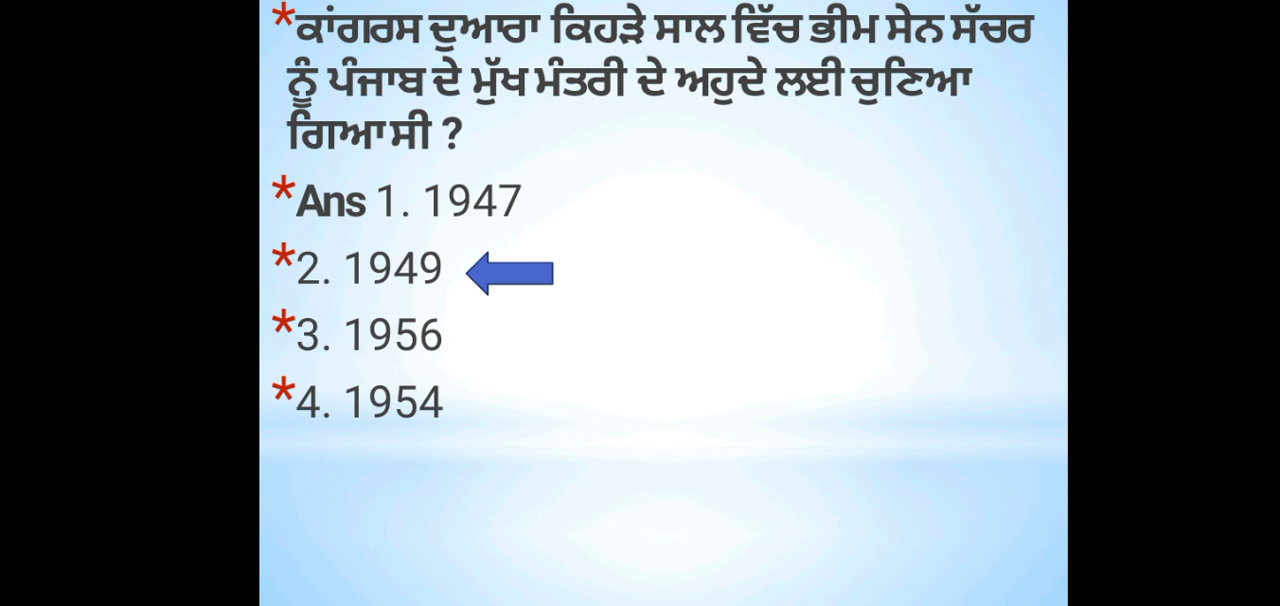 *ਕਾਂਗਰਸ ਦੁਆਰਾ ਕਿਹੜੇ ਸਾਲ ਵਿੱਚ ਭੀਮ ਸੇਨ ਸੱਚਰ
ਨੂੰ ਪੰਜਾਬ ਦੇ ਮੁੱਖ ਮੰਤਰੀ ਦੇ ਅਹੁਦੇ ਲਈ ਚੁਣਿਆ
ਗਿਆ ਸੀ ?
*Ans 1. 1947
*2. 1949
*3. 1956
*4. 1954